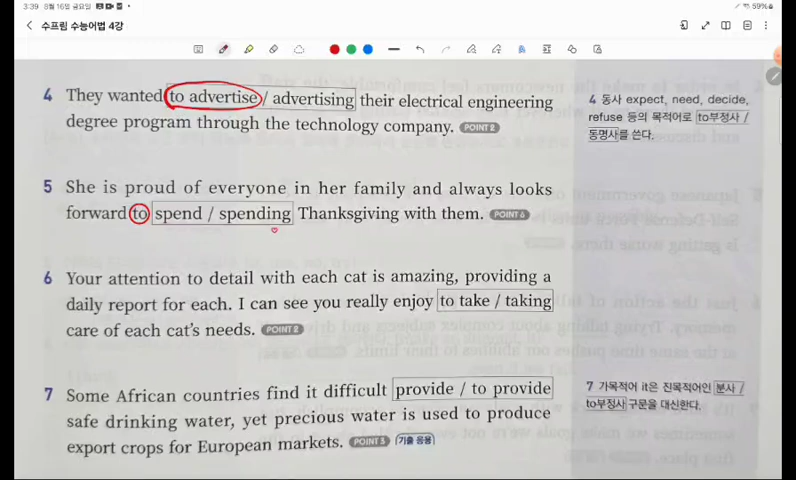 3:39 8월 16일 금요일
59%
수프림 수능어법 4강
4 They wanted to advertise / advertising their electrical engineering
degree program through the technology company. POINT 2
4 동사 expect, need, decide,
refuse 등의 목적어로 to부정사 /
동명사를 쓴다.
5 She is proud of everyone in her family and always looks
forward to spend / spending Thanksgiving with them. POINT 6
6 Your attention to detail with each cat is amazing, providing a
daily report for each. I can see you really enjoy to take / taking
care of each cat's needs. POINT 2
7 Some African countries find it difficult provide / to provide
safe drinking water, yet precious water is used to produce
export crops for European markets. POINT 3 기출 응용
7 가목적어 it은 진목적어인 분사 /
to부정사 구문을 대신한다.